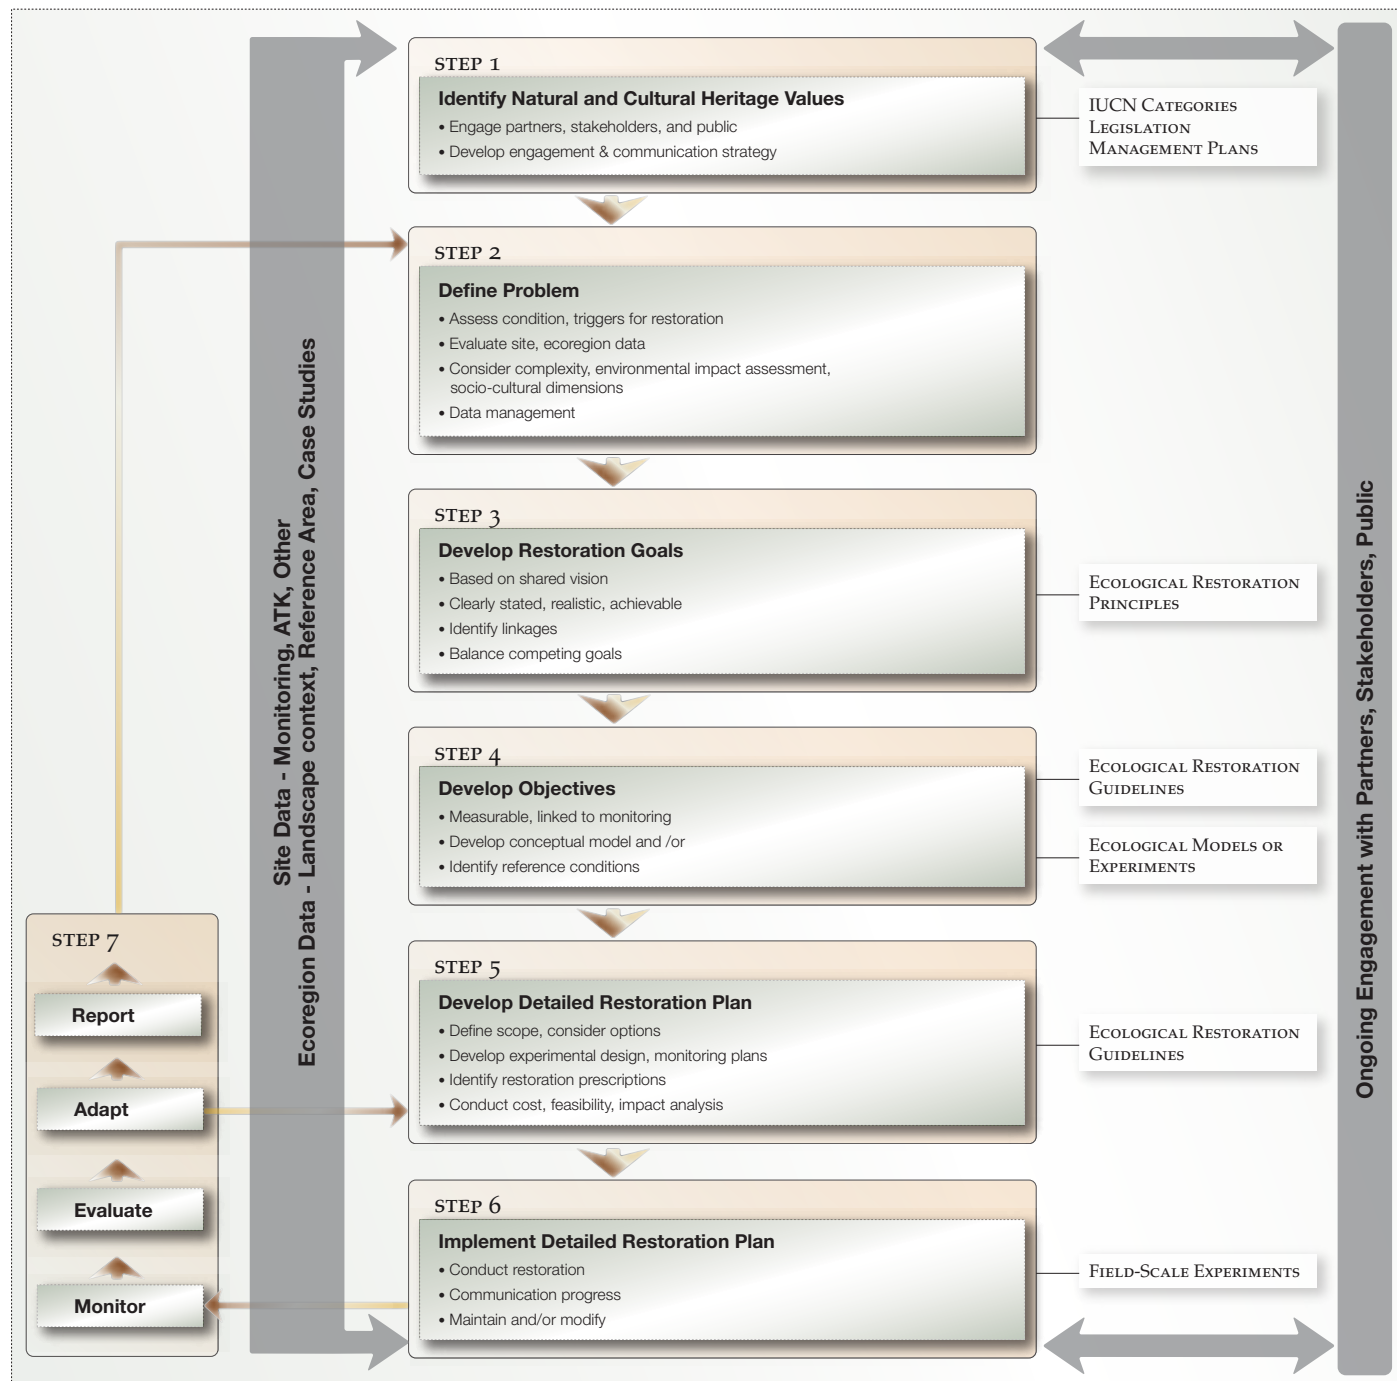 STEP 1
Identify Natural and Cultural Heritage Values
• Engage partners, stakeholders, and public
• Develop engagement & communication strategy
IUCN Categories
Legislation
Management Plans
STEP 2
Define Problem
• Assess condition, triggers for restoration
• Evaluate site, ecoregion data
• Consider complexity, environmental impact assessment,
socio-cultural dimensions
• Data management
STEP 3
Develop Restoration Goals
• Based on shared vision
• Clearly stated, realistic, achievable
• Identify linkages
• Balance competing goals
Ecological Restoration
Principles
STEP 4
Develop Objectives
• Measurable, linked to monitoring
• Develop conceptual model and /or
• Identify reference conditions
Ecological Restoration
Guidelines
Ecological Models or
Experiments
STEP 5
Develop Detailed Restoration Plan
• Define scope, consider options
• Develop experimental design, monitoring plans
• Identify restoration prescriptions
• Conduct cost, feasibility, impact analysis
Ecological Restoration
Guidelines
STEP 6
Implement Detailed Restoration Plan
• Conduct restoration
• Communication progress
• Maintain and/or modify
Field-Scale Experiments
STEP 7
Report
Adapt
Evaluate
Monitor
Site Data - Monitoring, ATK, Other
Ecoregion Data - Landscape context, Reference Area, Case Studies
Ongoing Engagement with Partners, Stakeholders, Public